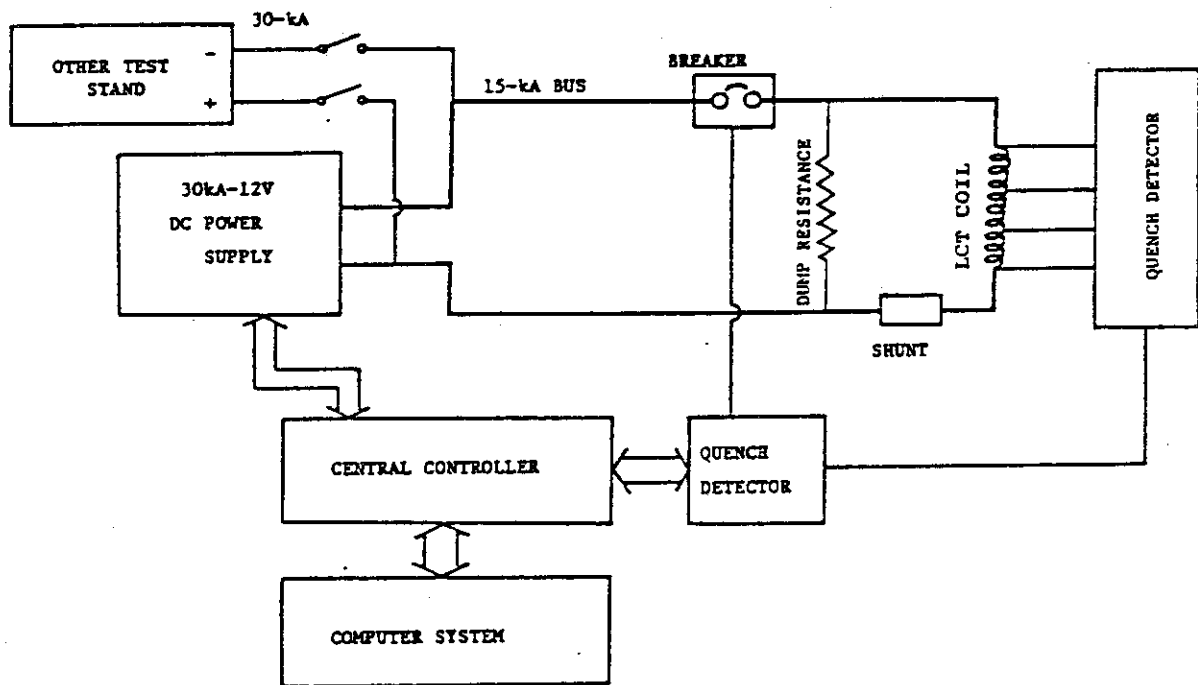 30-kA
OTHER TEST
STAND
-
+
15-kA BUS
BREAKER
30kA-12V
DC POWER
SUPPLY
DUMP RESISTANCE
LCT COIL
QUENCH DETECTOR
SHUNT
CENTRAL CONTROLLER
QUENCH
DETECTOR
COMPUTER SYSTEM